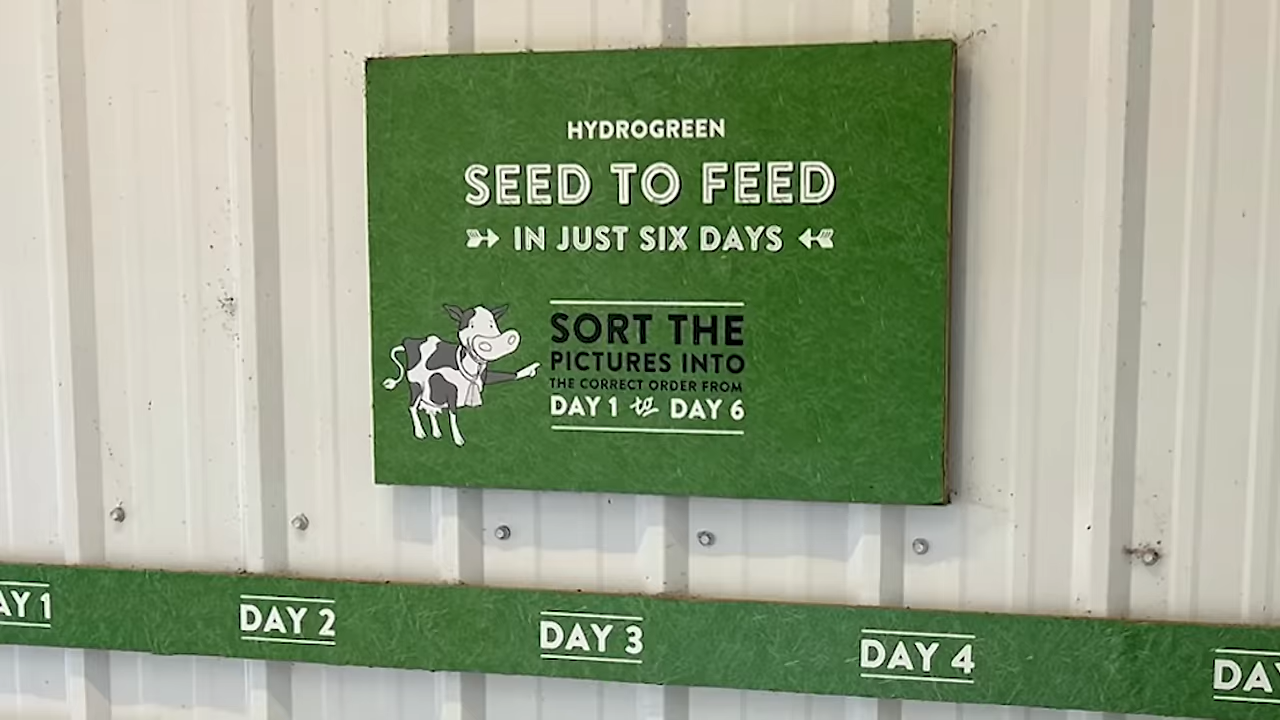 HYDROGREEN
SEED TO FEED
IN JUST SIX DAYS
SORT THE
PICTURES INTO
THE CORRECT ORDER FROM
DAY 1 to DAY 6
AY 1
DAY 2
DAY 3
DAY 4
DA